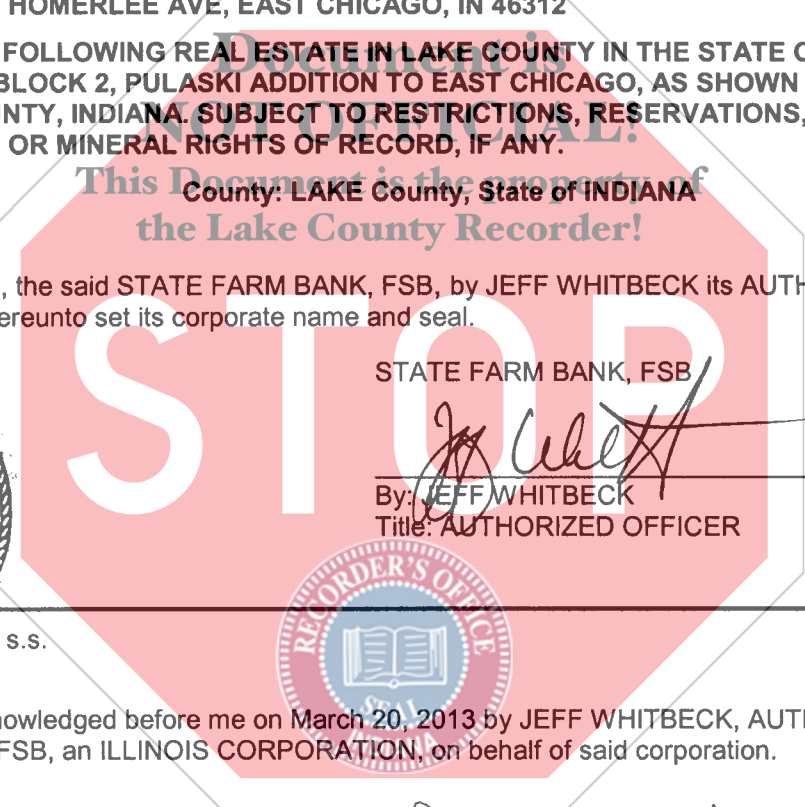 HOMERLEE AVE, EAST CHICAGO, IN 46312
FOLLOWING REAL ESTATE IN LAKE COUNTY IN THE STATE O
Document is
BLOCK 2, PULASKI ADDITION TO EAST CHICAGO, AS SHOWN
NTY, INDIANA. SUBJECT TO RESTRICTIONS, RESERVATIONS,
NOT OFFICIAL!
OR MINERAL RIGHTS OF RECORD, IF ANY.
This Document is the property of
County: LAKE County, State of INDIANA
the Lake County Recorder!
, the said STATE FARM BANK, FSB, by JEFF WHITBECK its AUTH
ereunto set its corporate name and seal.
STOP
STATE FARM BANK, FSB
By: JEFF WHITBECK
Title: AUTHORIZED OFFICER
RECORDER'S OFFICE
s.s.
SEAL
INDIANA
nowledged before me on March 20, 2013 by JEFF WHITBECK, AUTH
FSB, an ILLINOIS CORPORATION, on behalf of said corporation.